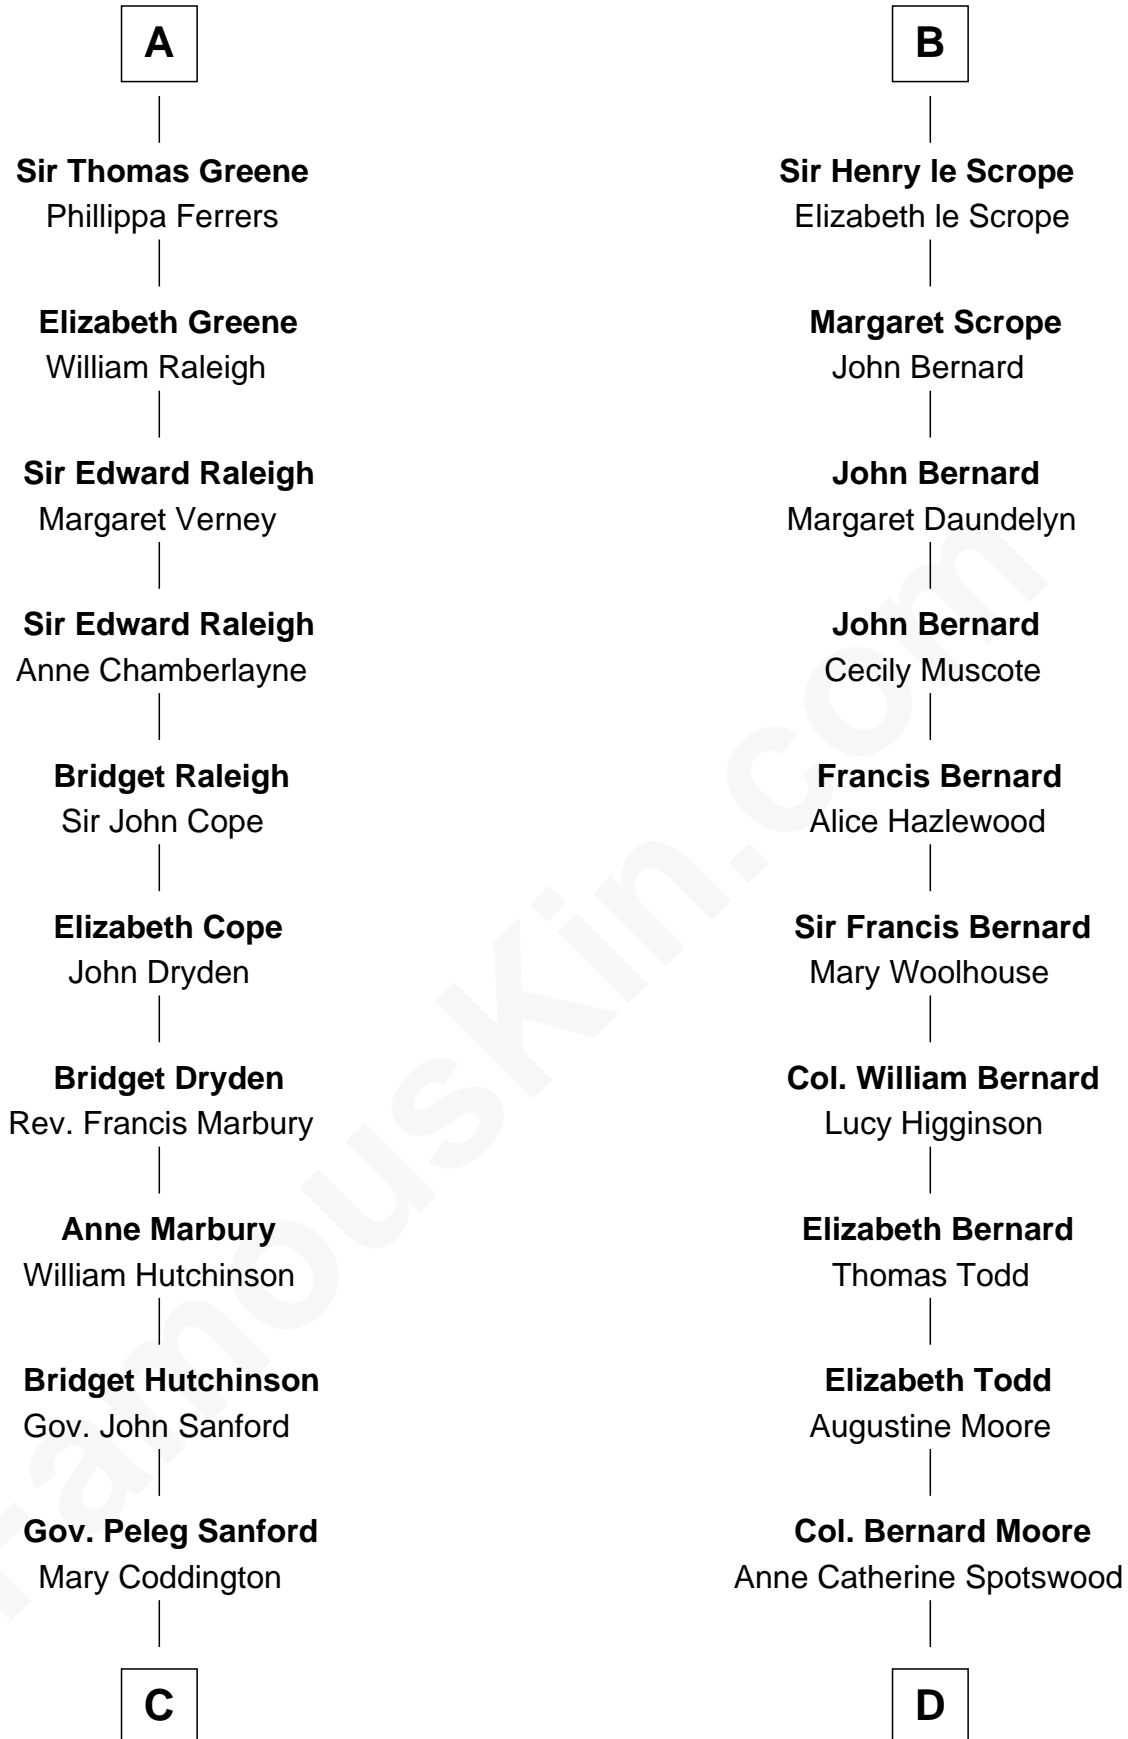 A
Sir Thomas Greene
Phillippa Ferrers
Elizabeth Greene
William Raleigh
Sir Edward Raleigh
Margaret Verney
Sir Edward Raleigh
Anne Chamberlayne
Bridget Raleigh
Sir John Cope
Elizabeth Cope
John Dryden
Bridget Dryden
Rev. Francis Marbury
Anne Marbury
William Hutchinson
Bridget Hutchinson
Gov. John Sanford
Gov. Peleg Sanford
Mary Coddington
C
B
Sir Henry le Scrope
Elizabeth le Scrope
Margaret Scrope
John Bernard
John Bernard
Margaret Daundelyn
John Bernard
Cecily Muscote
Francis Bernard
Alice Hazlewood
Sir Francis Bernard
Mary Woolhouse
Col. William Bernard
Lucy Higginson
Elizabeth Bernard
Thomas Todd
Elizabeth Todd
Augustine Moore
Col. Bernard Moore
Anne Catherine Spotswood
D
FamousKin.com